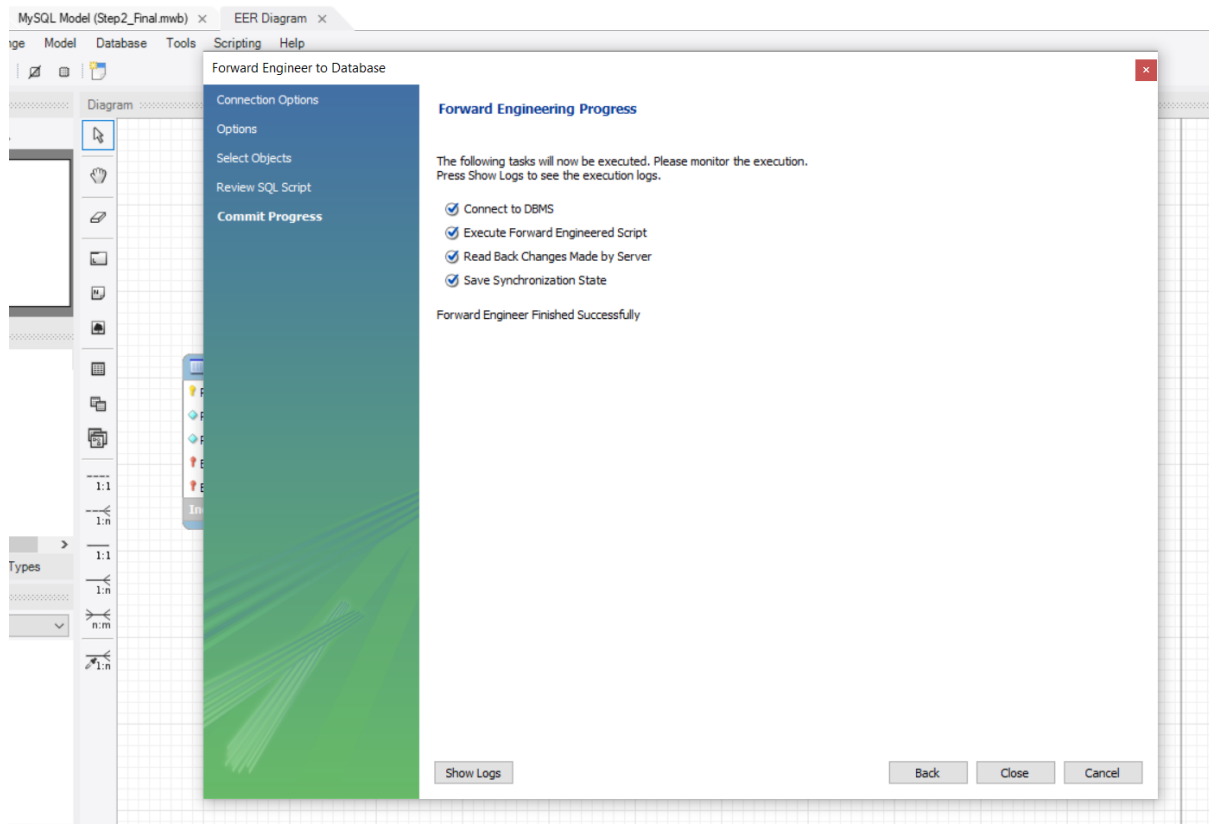 MySQL Model (Step2_Final.mwb) ×
EER Diagram ×
Model Database Tools Scripting Help
Forward Engineer to Database
Diagram
Connection Options
Options
Select Objects
Review SQL Script
Commit Progress
Forward Engineering Progress
The following tasks will now be executed. Please monitor the execution.
Press Show Logs to see the execution logs.
Connect to DBMS
Execute Forward Engineered Script
Read Back Changes Made by Server
Save Synchronization State
Forward Engineer Finished Successfully
1:1
1:n
1:1
1:n
n:m
1:n
Types
Show Logs
Back
Close
Cancel